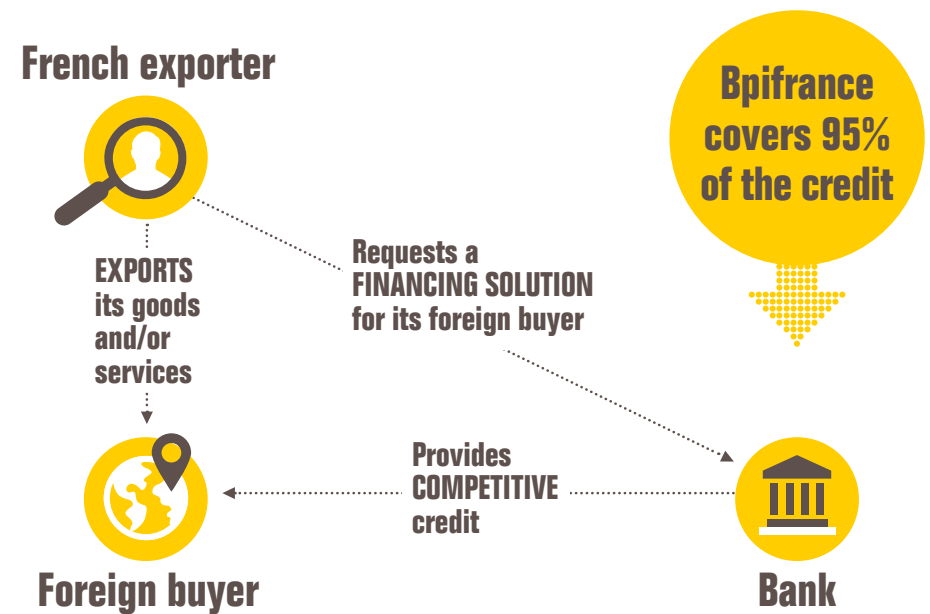 French exporter
Bpifrance
covers 95%
of the credit
EXPORTS
its goods
and/or
services
Requests a
FINANCING SOLUTION
for its foreign buyer
Provides
COMPETITIVE
credit
Foreign buyer
Bank